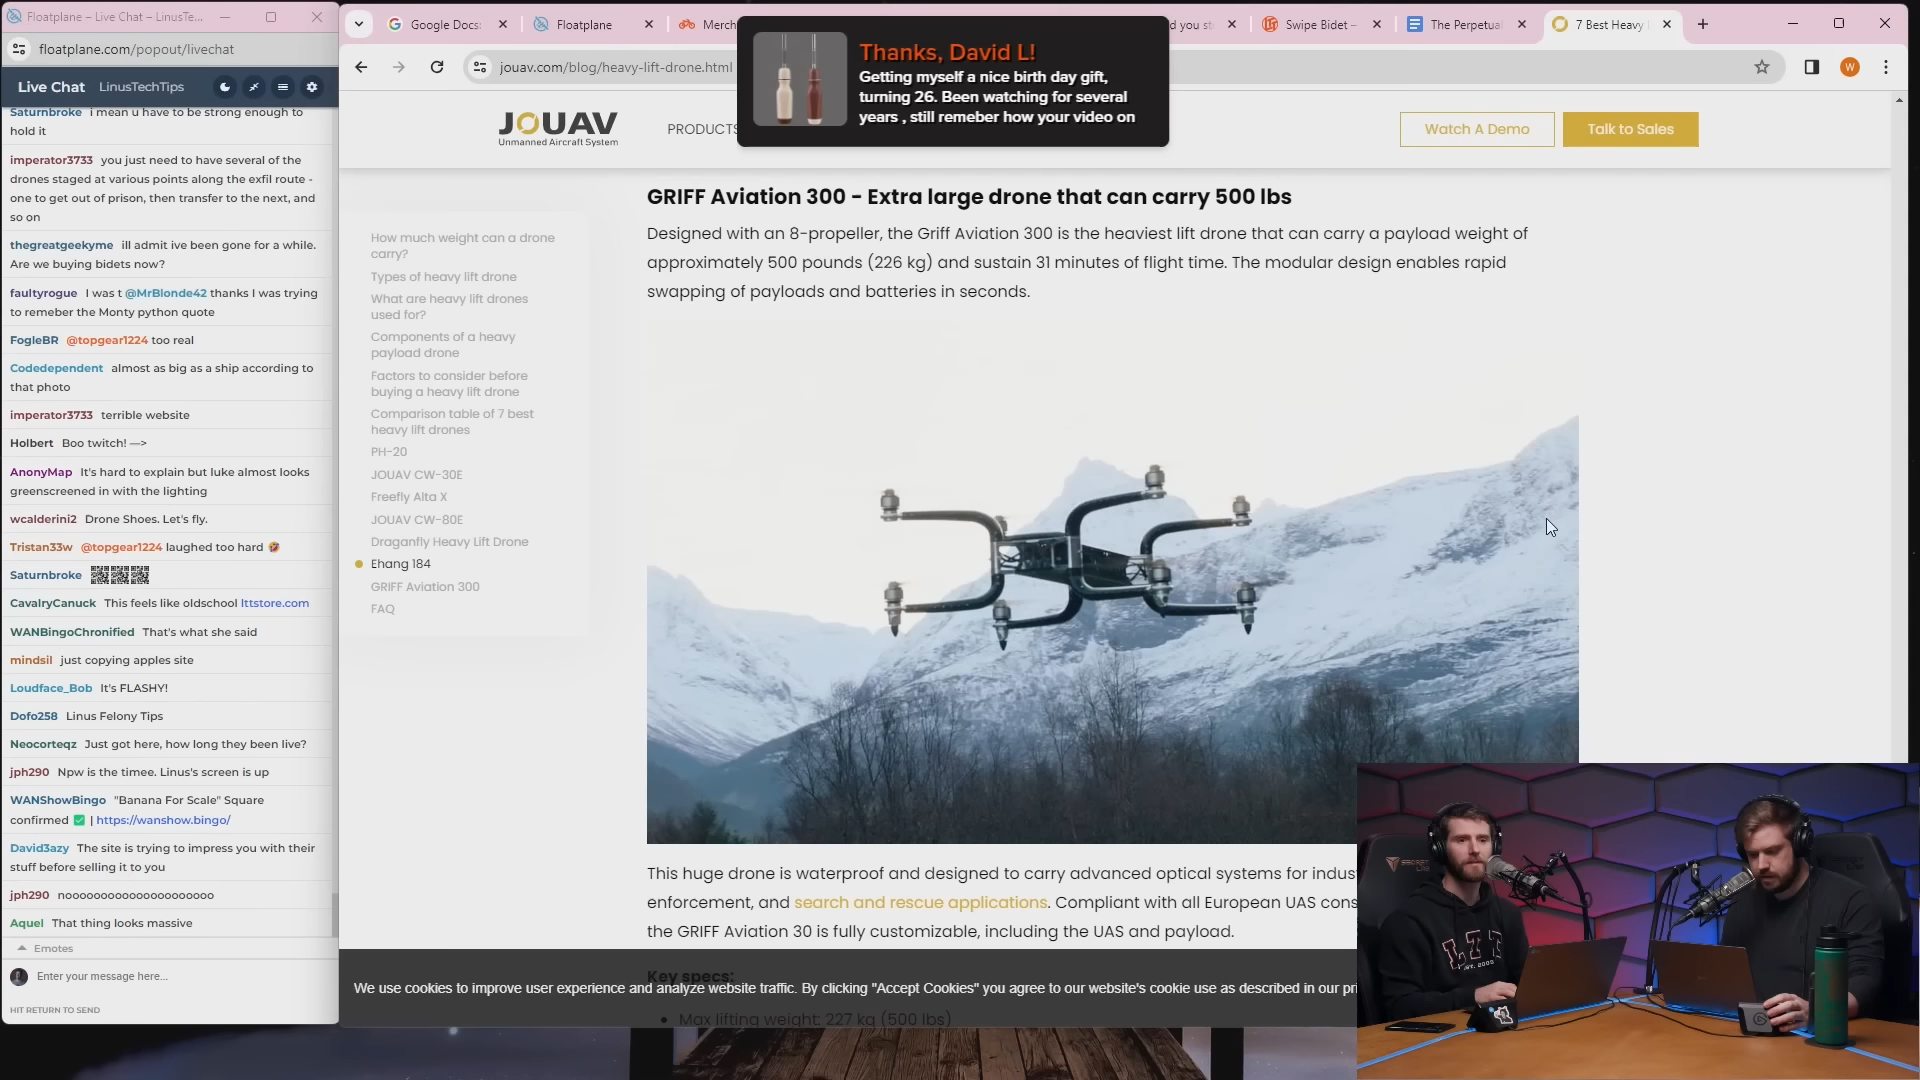 Floatplane – Live Chat – LinusTe...
floatplane.com/popout/livechat
Live Chat LinusTechTips
Saturnbroke i mean u have to be strong enough to
hold it
imperator3733 you just need to have several of the
drones staged at various points along the exfil route -
one to get out of prison, then transfer to the next, and
so on
thegreatgeekyme ill admit ive been gone for a while.
Are we buying bidets now?
faultyrogue I was t @MrBlonde42 thanks I was trying
to remeber the Monty python quote
FogleBR @topgear1224 too real
Codedependent almost as big as a ship according to
that photo
imperator3733 terrible website
Holbert Boo twitch! —>
AnonyMap It's hard to explain but luke almost looks
greenscreened in with the lighting
wcalderini2 Drone Shoes. Let's fly.
Tristan33w @topgear1224 laughed too hard 🤣
Saturnbroke
CavalryCanuck This feels like oldschool lttstore.com
WANBingoChronified That's what she said
mindsil just copying apples site
Loudface_Bob It's FLASHY!
Dofo258 Linus Felony Tips
Neocorteqz Just got here, how long they been live?
jph290 Npw is the timee. Linus's screen is up
WANShowBingo "Banana For Scale" Square
confirmed ✅ | https://wanshow.bingo/
David3azy The site is trying to impress you with their
stuff before selling it to you
jph290 nooooooooooooooooooooo
Aquel That thing looks massive
Emotes
Enter your message here...
HIT RETURN TO SEND
Google Docs:
Floatplane
Merch
d you st
Swipe Bidet –
The Perpetua
7 Best Heavy
jouav.com/blog/heavy-lift-drone.html
W
Thanks, David L!
Getting myself a nice birth day gift,
turning 26. Been watching for several
years , still remeber how your video on
JOUAV
Unmanned Aircraft System
PRODUCTS
Watch A Demo
Talk to Sales
How much weight can a drone
carry?
Types of heavy lift drone
What are heavy lift drones
used for?
Components of a heavy
payload drone
Factors to consider before
buying a heavy lift drone
Comparison table of 7 best
heavy lift drones
PH-20
JOUAV CW-30E
Freefly Alta X
JOUAV CW-80E
Draganfly Heavy Lift Drone
Ehang 184
GRIFF Aviation 300
FAQ
GRIFF Aviation 300 - Extra large drone that can carry 500 lbs
Designed with an 8-propeller, the Griff Aviation 300 is the heaviest lift drone that can carry a payload weight of
approximately 500 pounds (226 kg) and sustain 31 minutes of flight time. The modular design enables rapid
swapping of payloads and batteries in seconds.
This huge drone is waterproof and designed to carry advanced optical systems for indus
enforcement, and search and rescue applications. Compliant with all European UAS cons
the GRIFF Aviation 30 is fully customizable, including the UAS and payload.
Key specs:
We use cookies to improve user experience and analyze website traffic. By clicking "Accept Cookies" you agree to our website's cookie use as described in our pri
Max lifting weight: 227 kg (500 lbs)
LTT
EST. 2003